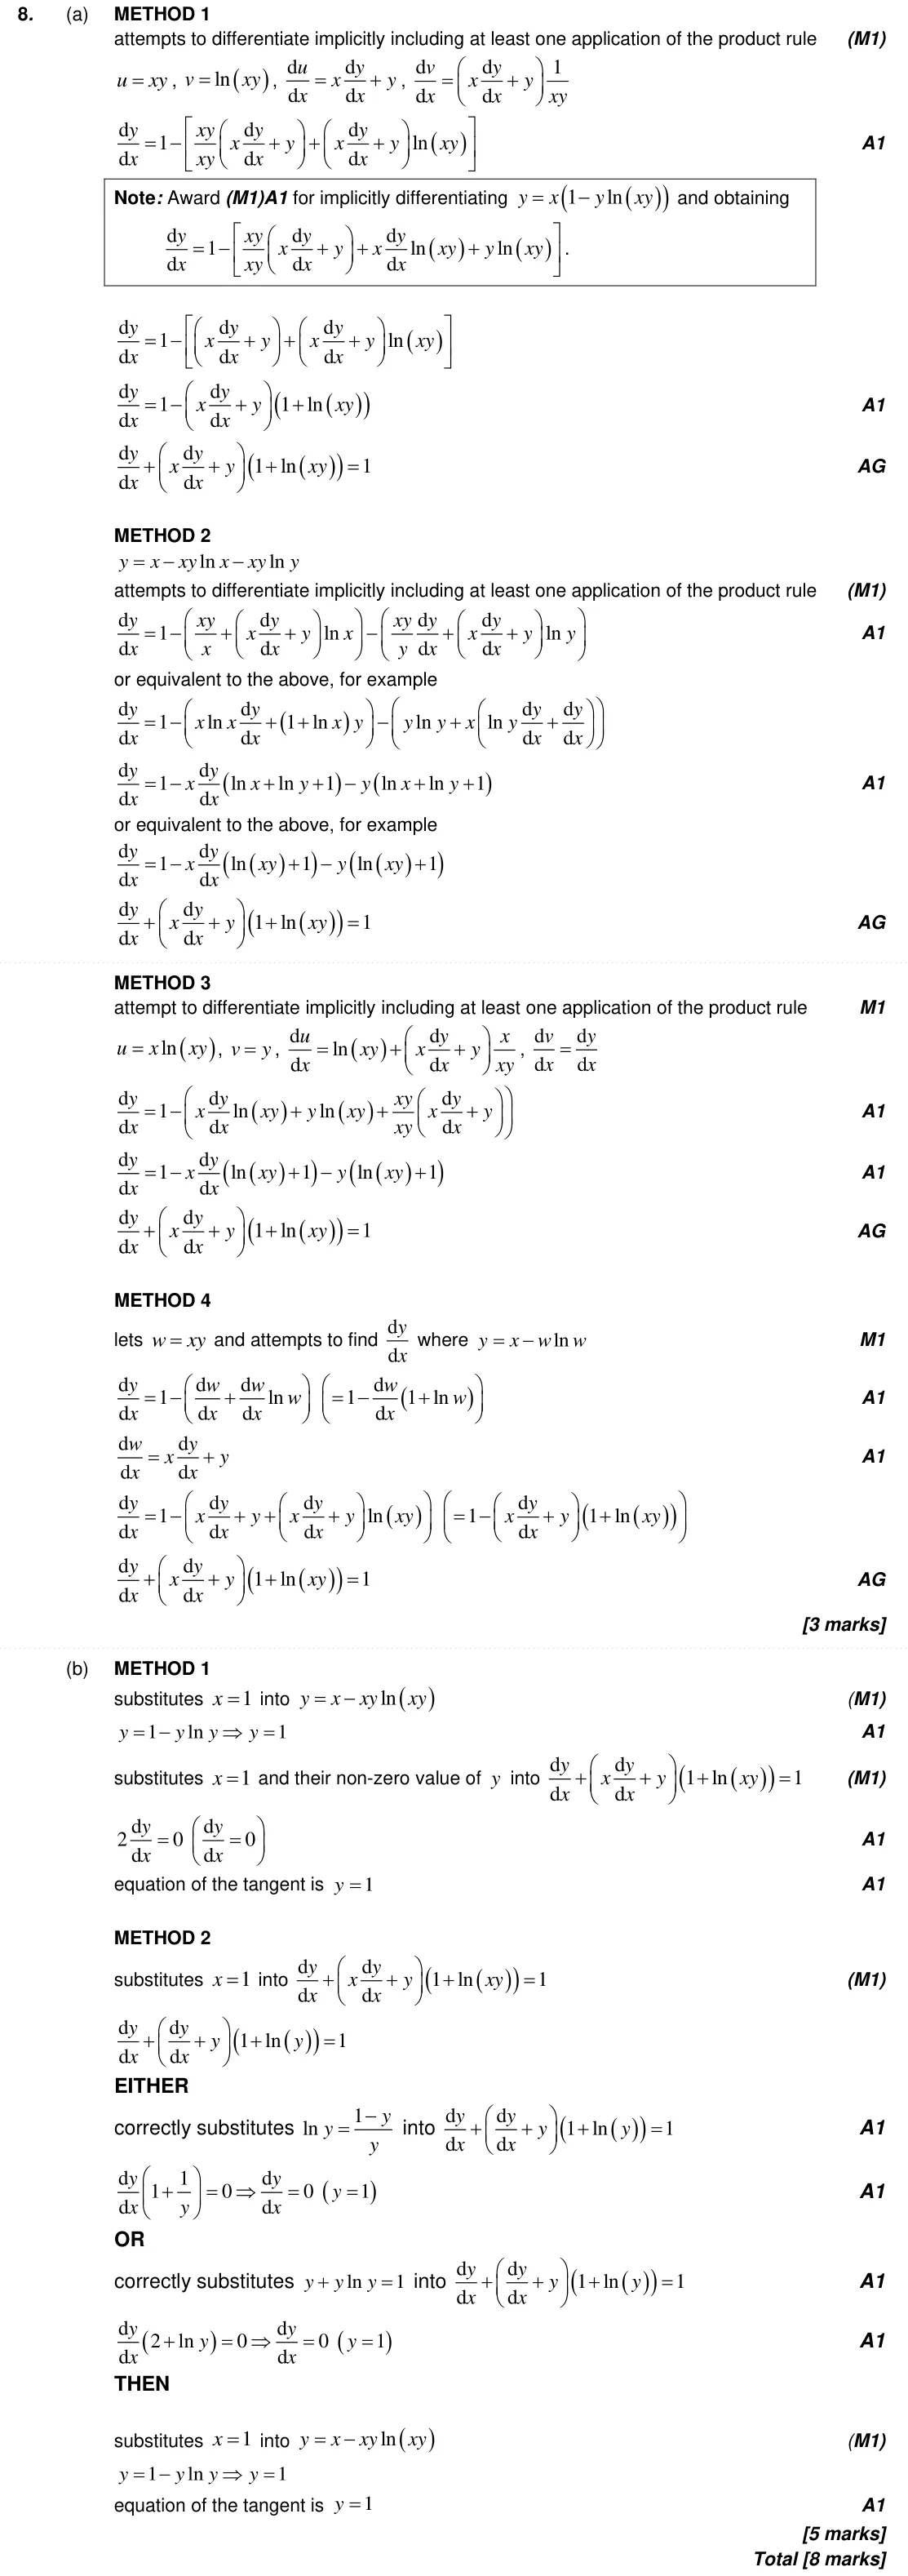 8. (a) METHOD 1
attempts to differentiate implicitly including at least one application of the product rule (M1)
u = xy , v = ln(xy) , du/dx = x dy/dx + y , dv/dx = (x dy/dx + y) 1/xy
dy/dx = 1 − [xy/xy (x dy/dx + y) + (x dy/dx + y) ln(xy)] A1
Note: Award (M1)A1 for implicitly differentiating y = x(1 − y ln(xy)) and obtaining
dy/dx = 1 − [xy/xy (x dy/dx + y) + x dy/dx ln(xy) + y ln(xy)].
dy/dx = 1 − [(x dy/dx + y) + (x dy/dx + y) ln(xy)]
dy/dx = 1 − (x dy/dx + y)(1 + ln(xy)) A1
dy/dx + (x dy/dx + y)(1 + ln(xy)) = 1 AG
METHOD 2
y = x − xy ln x − xy ln y
attempts to differentiate implicitly including at least one application of the product rule (M1)
dy/dx = 1 − (xy/x + (x dy/dx + y) ln x) − (xy/y dy/dx + (x dy/dx + y) ln y) A1
or equivalent to the above, for example
dy/dx = 1 − (x ln x dy/dx + (1 + ln x) y) − (y ln y + x(ln y dy/dx + dy/dx))
dy/dx = 1 − x dy/dx (ln x + ln y + 1) − y(ln x + ln y + 1) A1
or equivalent to the above, for example
dy/dx = 1 − x dy/dx (ln(xy) + 1) − y(ln(xy) + 1)
dy/dx + (x dy/dx + y)(1 + ln(xy)) = 1 AG
METHOD 3
attempt to differentiate implicitly including at least one application of the product rule M1
u = x ln(xy) , v = y , du/dx = ln(xy) + (x dy/dx + y) x/xy , dv/dx = dy/dx
dy/dx = 1 − (x dy/dx ln(xy) + y ln(xy) + xy/xy (x dy/dx + y)) A1
dy/dx = 1 − x dy/dx (ln(xy) + 1) − y(ln(xy) + 1) A1
dy/dx + (x dy/dx + y)(1 + ln(xy)) = 1 AG
METHOD 4
lets w = xy and attempts to find dy/dx where y = x − w ln w M1
dy/dx = 1 − (dw/dx + dw/dx ln w) (= 1 − dw/dx (1 + ln w)) A1
dw/dx = x dy/dx + y A1
dy/dx = 1 − (x dy/dx + y + (x dy/dx + y) ln(xy)) (= 1 − (x dy/dx + y)(1 + ln(xy)))
dy/dx + (x dy/dx + y)(1 + ln(xy)) = 1 AG
[3 marks]
(b) METHOD 1
substitutes x = 1 into y = x − xy ln(xy) (M1)
y = 1 − y ln y ⇒ y = 1 A1
substitutes x = 1 and their non-zero value of y into dy/dx + (x dy/dx + y)(1 + ln(xy)) = 1 (M1)
2 dy/dx = 0 (dy/dx = 0) A1
equation of the tangent is y = 1 A1
METHOD 2
substitutes x = 1 into dy/dx + (x dy/dx + y)(1 + ln(xy)) = 1 (M1)
dy/dx + (dy/dx + y)(1 + ln(y)) = 1
EITHER
correctly substitutes ln y = (1 − y)/y into dy/dx + (dy/dx + y)(1 + ln(y)) = 1 A1
dy/dx (1 + 1/y) = 0 ⇒ dy/dx = 0 (y = 1) A1
OR
correctly substitutes y + y ln y = 1 into dy/dx + (dy/dx + y)(1 + ln(y)) = 1 A1
dy/dx (2 + ln y) = 0 ⇒ dy/dx = 0 (y = 1) A1
THEN
substitutes x = 1 into y = x − xy ln(xy) (M1)
y = 1 − y ln y ⇒ y = 1
equation of the tangent is y = 1 A1
[5 marks]
Total [8 marks]